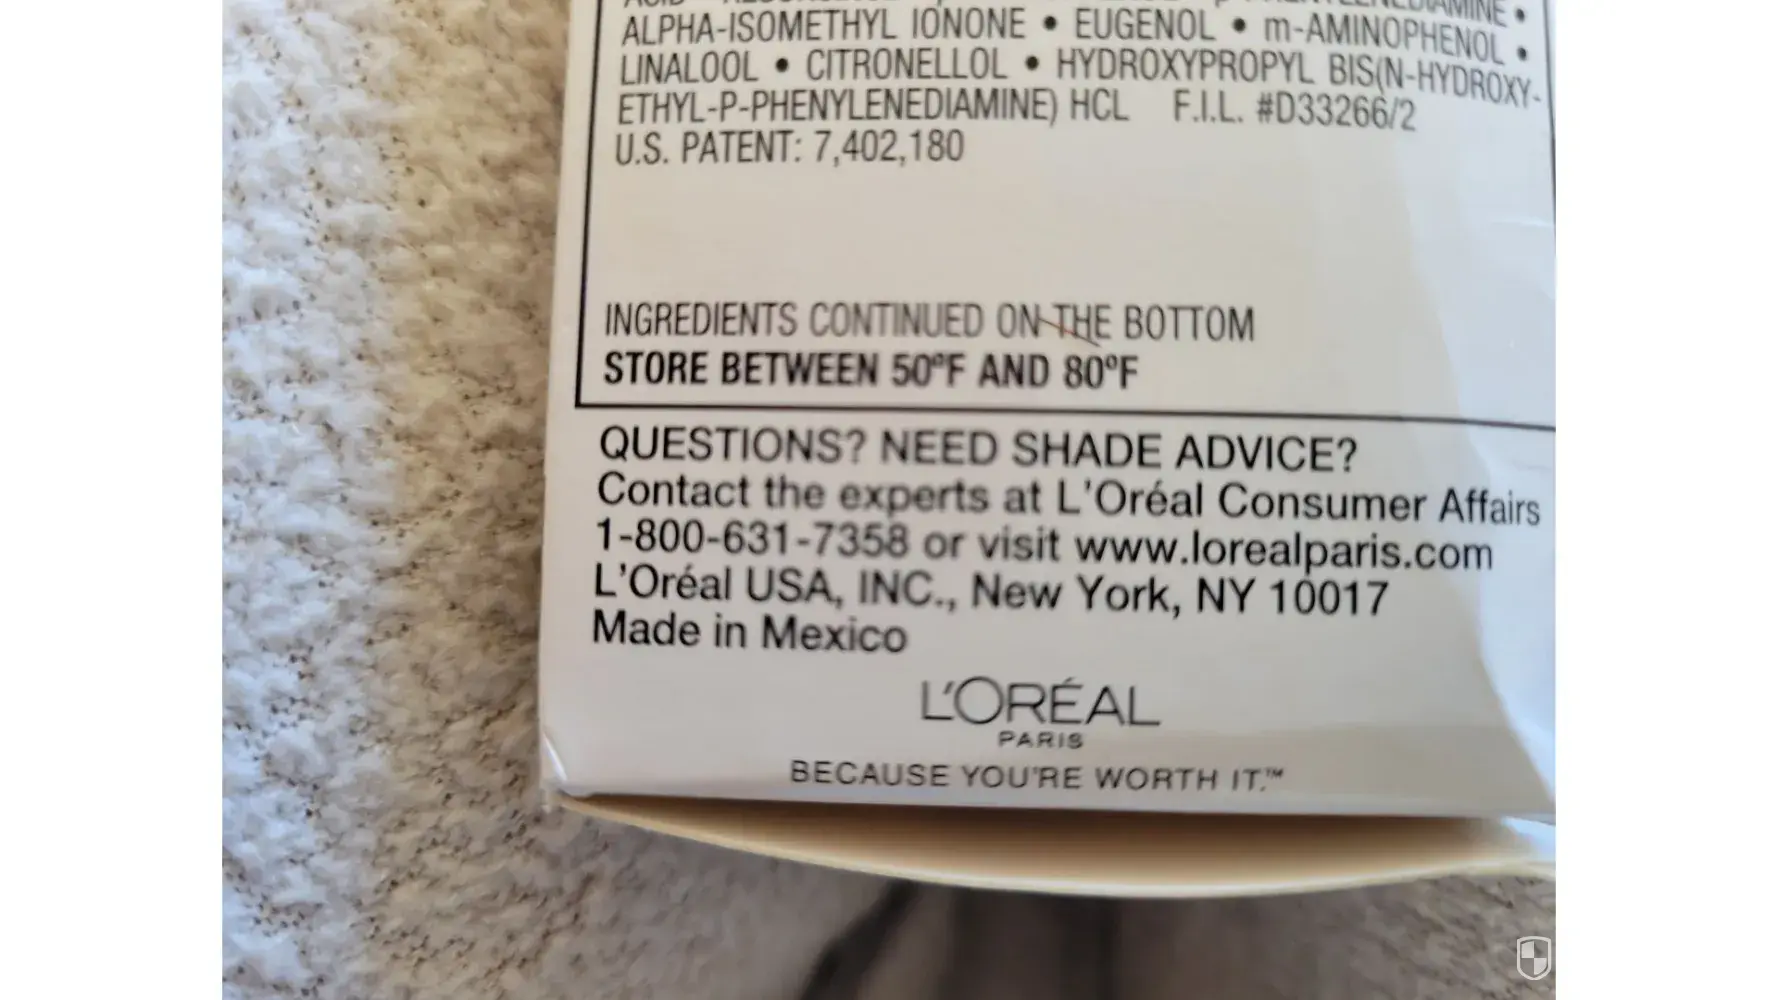 ALPHA-ISOMETHYL IONONE • EUGENOL • m-AMINOPHENOL •
LINALOOL • CITRONELLOL • HYDROXYPROPYL BIS(N-HYDROXY-
ETHYL-P-PHENYLENEDIAMINE) HCL F.I.L. #D33266/2
U.S. PATENT: 7,402,180
INGREDIENTS CONTINUED ON THE BOTTOM
STORE BETWEEN 50ºF AND 80ºF
QUESTIONS? NEED SHADE ADVICE?
Contact the experts at L'Oréal Consumer Affairs
1-800-631-7358 or visit www.lorealparis.com
L'Oréal USA, INC., New York, NY 10017
Made in Mexico
L'ORÉAL
PARIS
BECAUSE YOU'RE WORTH IT.™